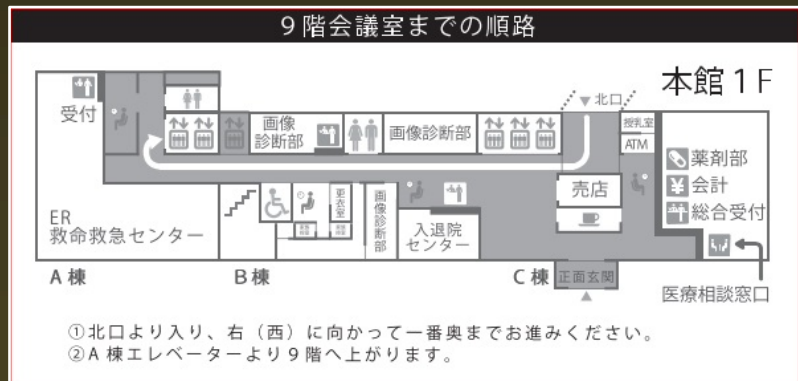 9階会議室までの順路
本館1F
北口
受付
画像
診断部
画像診断部
授乳室
ATM
薬剤部
¥会計
総合受付
売店
更衣室
画像診断部
入退院
センター
ER
救命救急センター
A棟
B棟
C棟
正面玄関
医療相談窓口
①北口より入り、右（西）に向かって一番奥までお進みください。
②A棟エレベーターより9階へ上がります。